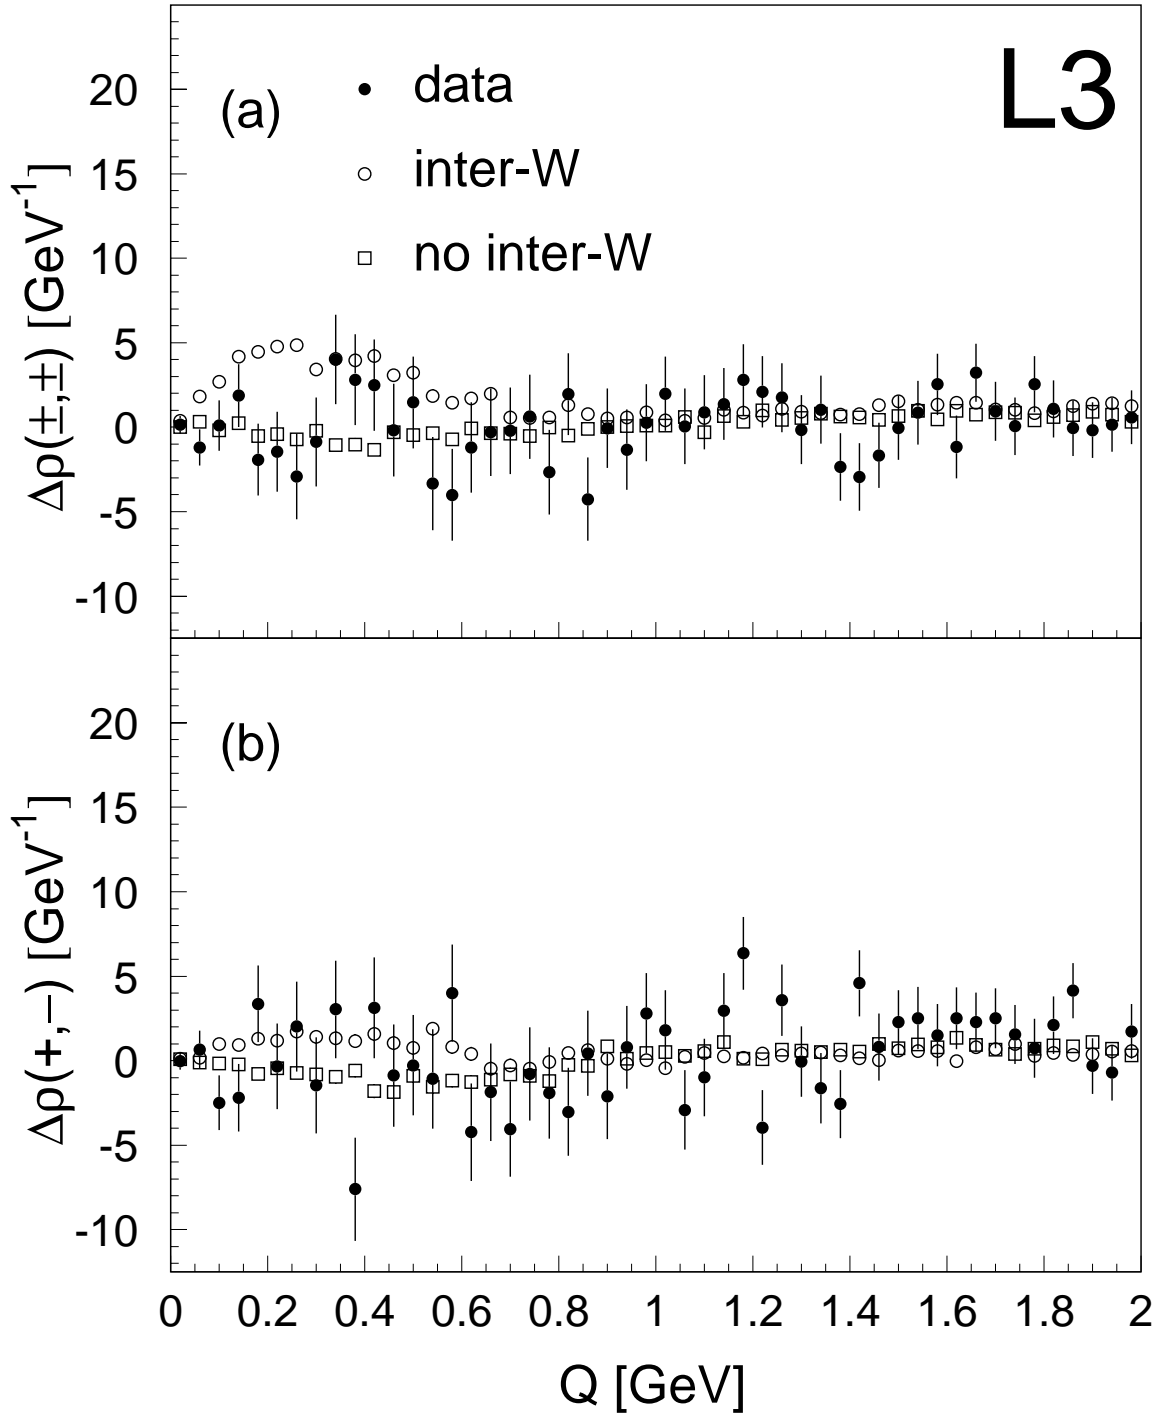 L3
(a)
data
inter-W
no inter-W
Δρ(±,±) [GeV⁻¹]
20
15
10
5
0
-5
-10
(b)
Δρ(+,−) [GeV⁻¹]
20
15
10
5
0
-5
-10
0 0.2 0.4 0.6 0.8 1 1.2 1.4 1.6 1.8 2
Q [GeV]